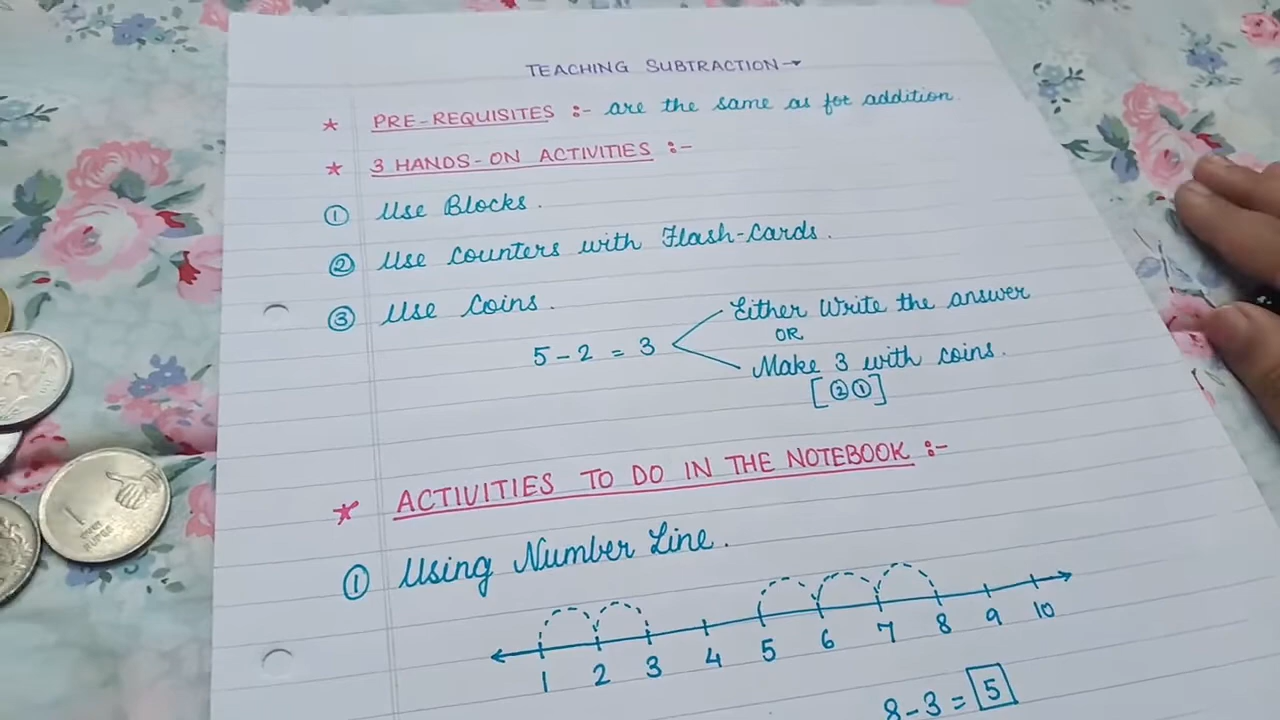 TEACHING SUBTRACTION→
* PRE-REQUISITES :- are the same as for addition
* 3 HANDS-ON ACTIVITIES :-
① Use Blocks.
② Use Counters with Flash-Cards.
③ Use Coins.
5 - 2 = 3
Either Write the answer
OR
Make 3 with coins.
[②①]
* ACTIVITIES TO DO IN THE NOTEBOOK :-
① Using Number Line.
1 2 3 4 5 6 7 8 9 10
8 - 3 = 5
2
1